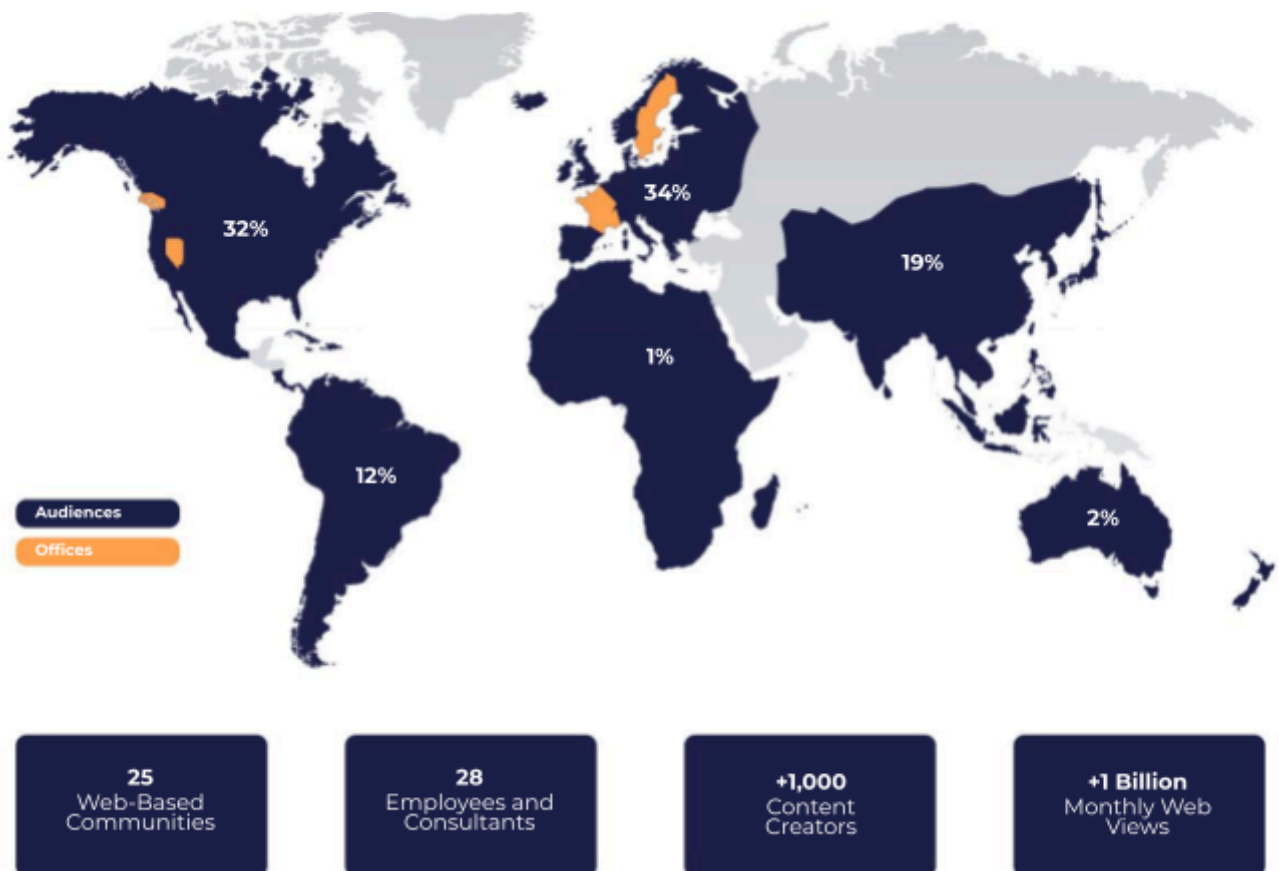 34%
32%
19%
1%
12%
2%
Audiences
Offices
25
Web-Based
Communities
28
Employees and
Consultants
+1,000
Content
Creators
+1 Billion
Monthly Web
Views